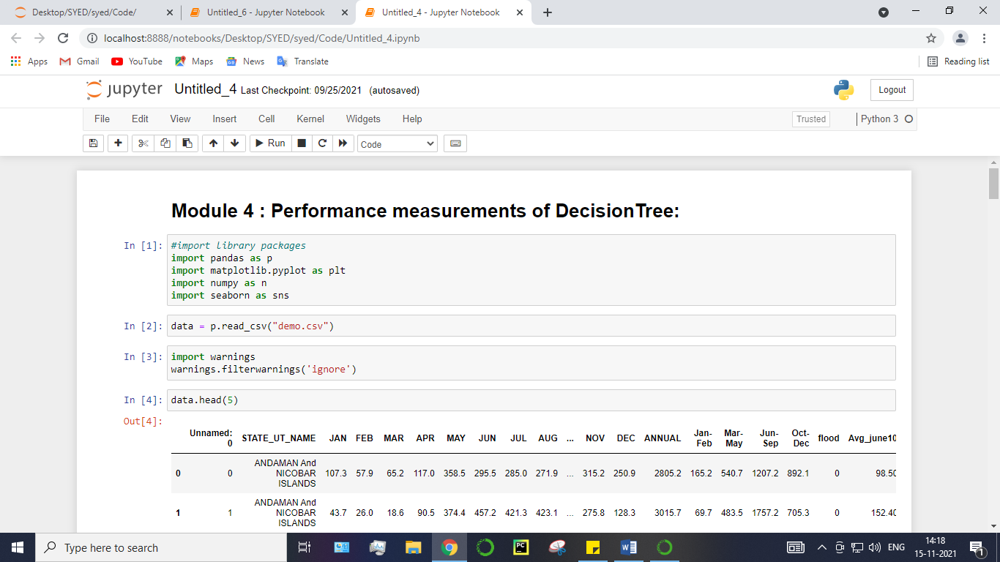 Desktop/SYED/syed/Code/ Untitled_6 - Jupyter Notebook Untitled_4 - Jupyter Notebook
localhost:8888/notebooks/Desktop/SYED/syed/Code/Untitled_4.ipynb
Apps Gmail YouTube Maps News Translate Reading list
jupyter Untitled_4 Last Checkpoint: 09/25/2021 (autosaved) Logout
File Edit View Insert Cell Kernel Widgets Help Trusted Python 3
Run Code
Module 4 : Performance measurements of DecisionTree:
In [1]: #import library packages
import pandas as p
import matplotlib.pyplot as plt
import numpy as n
import seaborn as sns
In [2]: data = p.read_csv("demo.csv")
In [3]: import warnings
warnings.filterwarnings('ignore')
In [4]: data.head(5)
Out[4]:
Unnamed: 0 STATE_UT_NAME JAN FEB MAR APR MAY JUN JUL AUG ... NOV DEC ANNUAL Jan-Feb Mar-May Jun-Sep Oct-Dec flood Avg_june10
0 0 ANDAMAN And NICOBAR ISLANDS 107.3 57.9 65.2 117.0 358.5 295.5 285.0 271.9 ... 315.2 250.9 2805.2 165.2 540.7 1207.2 892.1 0 98.50
1 1 ANDAMAN And NICOBAR ISLANDS 43.7 26.0 18.6 90.5 374.4 457.2 421.3 423.1 ... 275.8 128.3 3015.7 69.7 483.5 1757.2 705.3 0 152.40
Type here to search PC ENG 14:18
15-11-2021 1